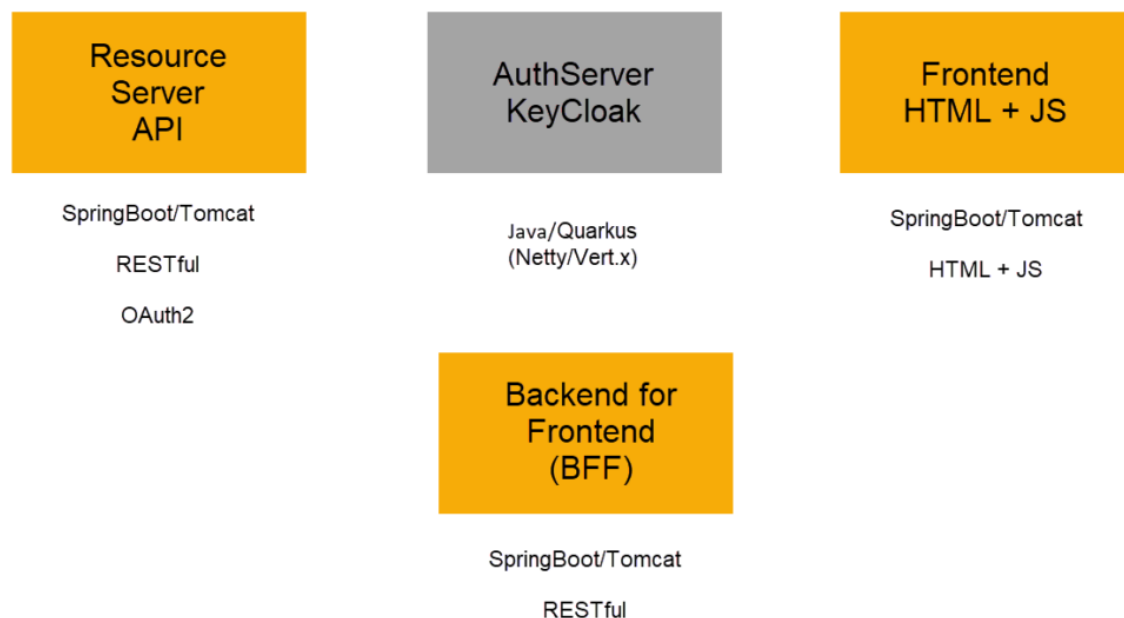 Resource
Server
API
SpringBoot/Tomcat
RESTful
OAuth2
AuthServer
KeyCloak
Java/Quarkus
(Netty/Vert.x)
Frontend
HTML + JS
SpringBoot/Tomcat
HTML + JS
Backend for
Frontend
(BFF)
SpringBoot/Tomcat
RESTful